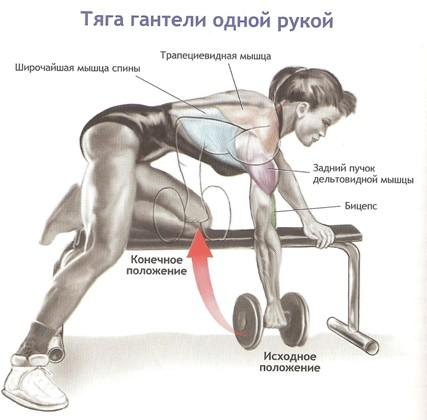 Тяга гантели одной рукой
Трапециевидная мышца
Широчайшая мышца спины
Задний пучок
дельтовидной мышцы
Бицепс
Конечное
положение
Исходное
положение